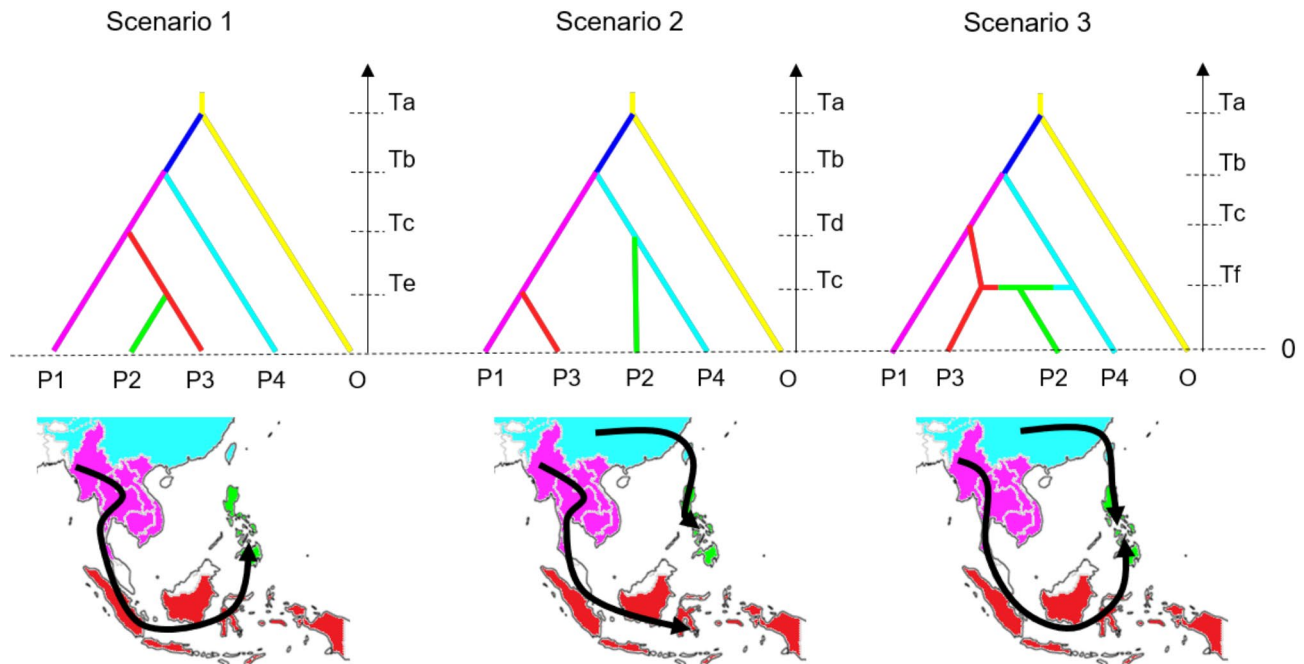 Scenario 1
Scenario 2
Scenario 3
Ta
Tb
Tc
Te
P1 P2 P3 P4 O
Ta
Tb
Td
Tc
P1 P3 P2 P4 O
Ta
Tb
Tc
Tf
0
P1 P3 P2 P4 O